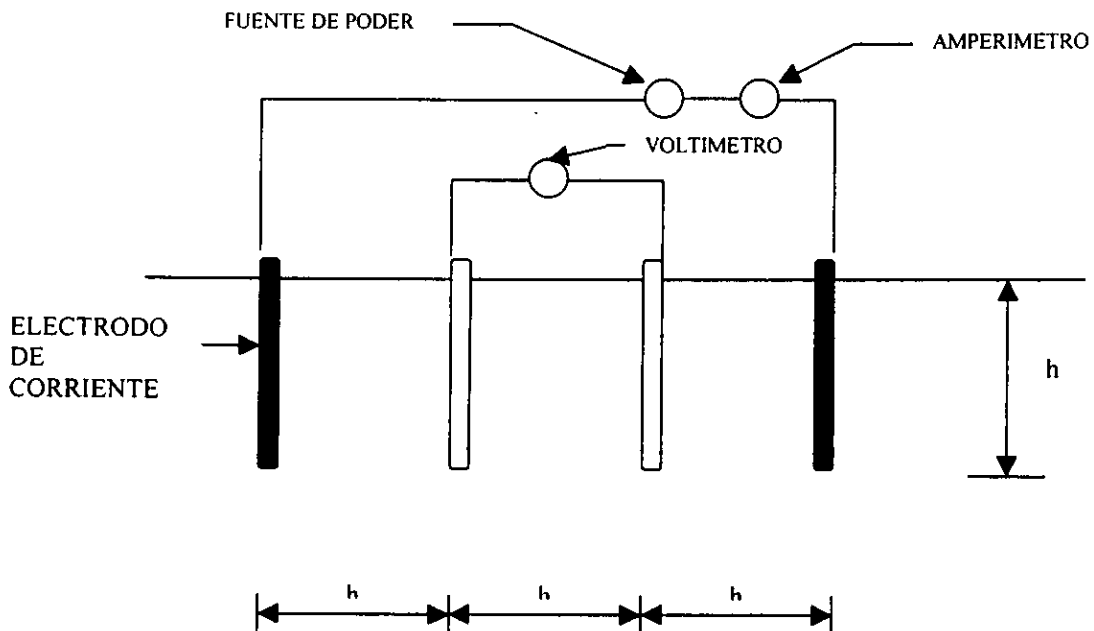 FUENTE DE PODER
AMPERIMETRO
VOLTIMETRO
ELECTRODO
DE
CORRIENTE
h
h
h
h